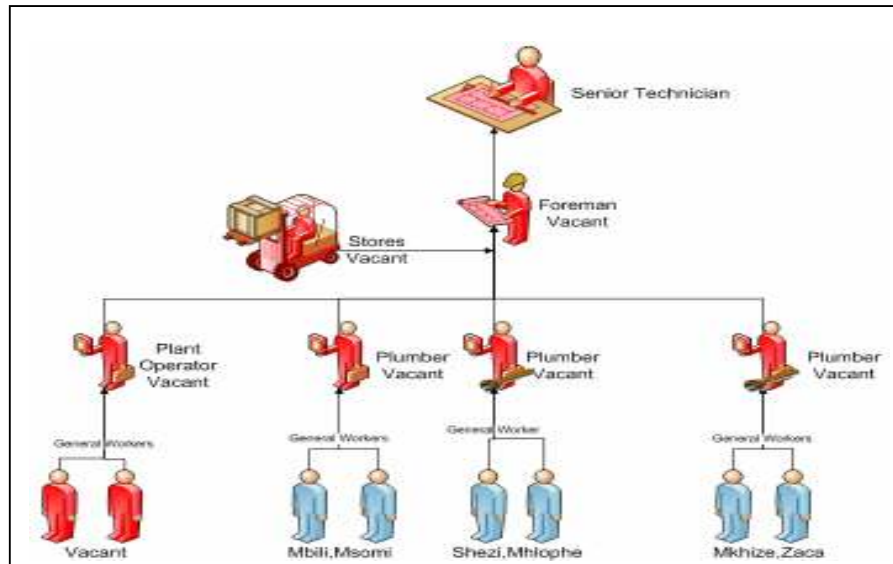 Senior Technician
Foreman
Vacant
Stores
Vacant
Plant
Operator
Vacant
Plumber
Vacant
Plumber
Vacant
Plumber
Vacant
General Workers
General Workers
General Worker
General Workers
Vacant
Mbili,Msomi
Shezi,Mhlophe
Mkhize,Zaca